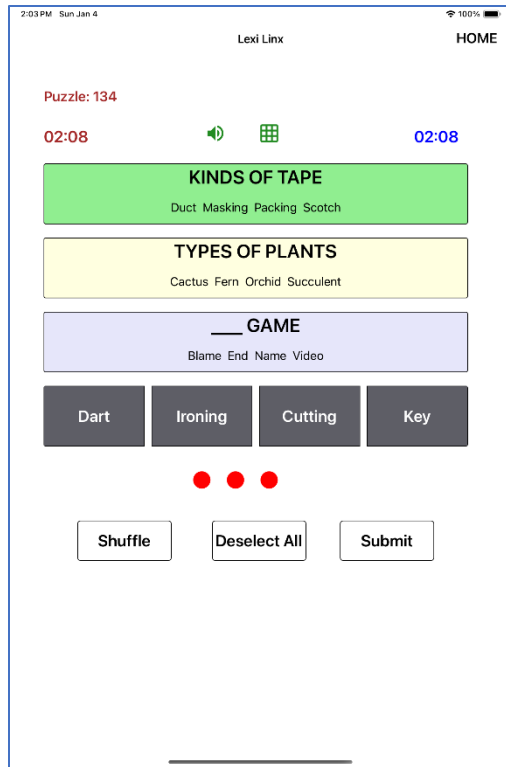 2:03 PM Sun Jan 4 100%
Lexi Linx HOME
Puzzle: 134
02:08 02:08
KINDS OF TAPE
Duct Masking Packing Scotch
TYPES OF PLANTS
Cactus Fern Orchid Succulent
___ GAME
Blame End Name Video
Dart Ironing Cutting Key
Shuffle Deselect All Submit